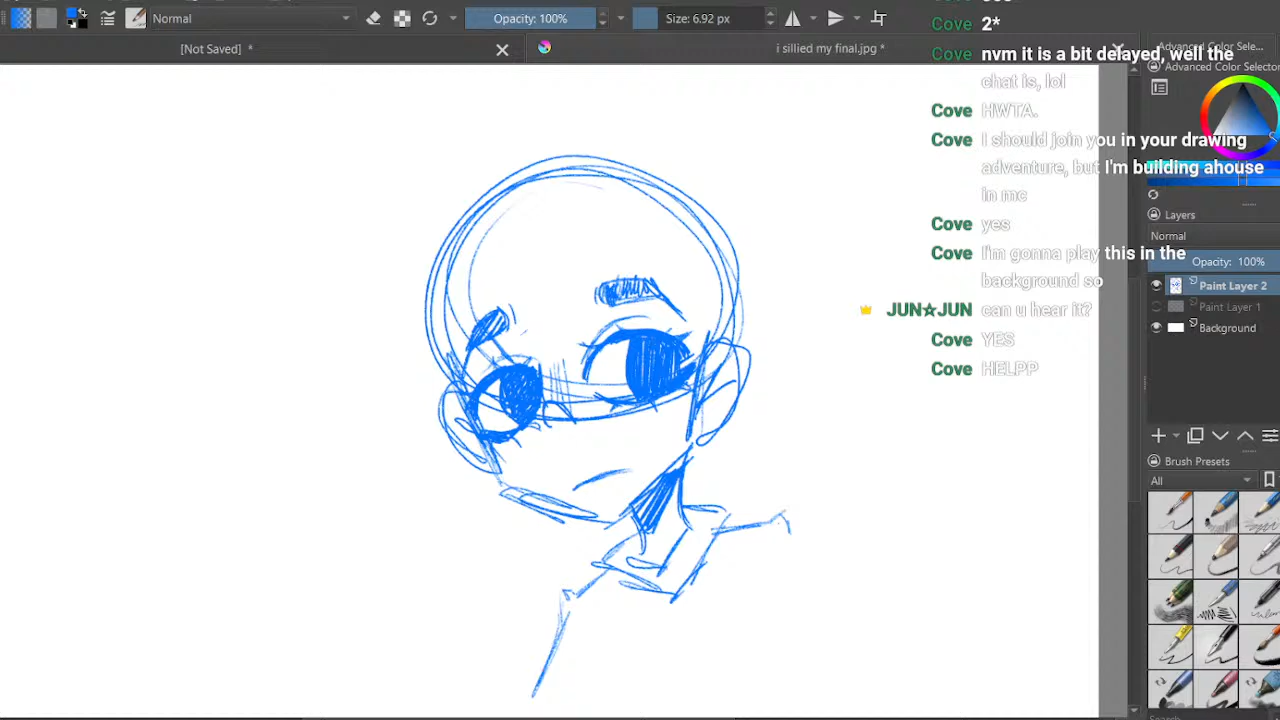 Cove 2*
Normal
Opacity: 100%
Size: 6.92 px
[Not Saved] *
i sillied my final.jpg *
Advanced Color Sele...
Cove nvm it is a bit delayed, well the
chat is, lol
Advanced Color Selector
Cove HWTA.
Cove I should join you in your drawing
adventure, but I'm building ahouse
in mc
Cove yes
Cove I'm gonna play this in the
background so
JUN☆JUN can u hear it?
Cove YES
Cove HELPP
Layers
Normal
Opacity: 100%
Paint Layer 2
Paint Layer 1
Background
Brush Presets
All